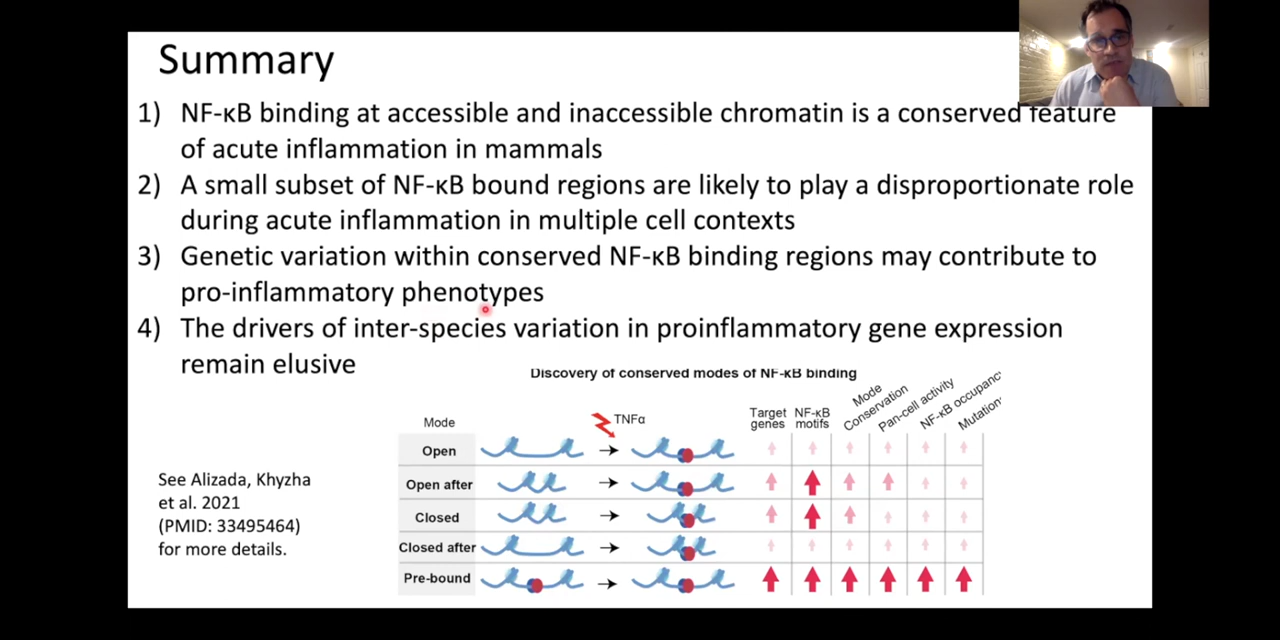 Summary
1) NF-κB binding at accessible and inaccessible chromatin is a conserved feature
of acute inflammation in mammals
2) A small subset of NF-κB bound regions are likely to play a disproportionate role
during acute inflammation in multiple cell contexts
3) Genetic variation within conserved NF-κB binding regions may contribute to
pro-inflammatory phenotypes
4) The drivers of inter-species variation in proinflammatory gene expression
remain elusive
See Alizada, Khyzha
et al. 2021
(PMID: 33495464)
for more details.
Discovery of conserved modes of NF-κB binding
Mode
TNFα
Target
genes
NF-κB
motifs
Mode
Conservation
Pan-cell activity
NF-κB occupancy
Mutation
Open
Open after
Closed
Closed after
Pre-bound